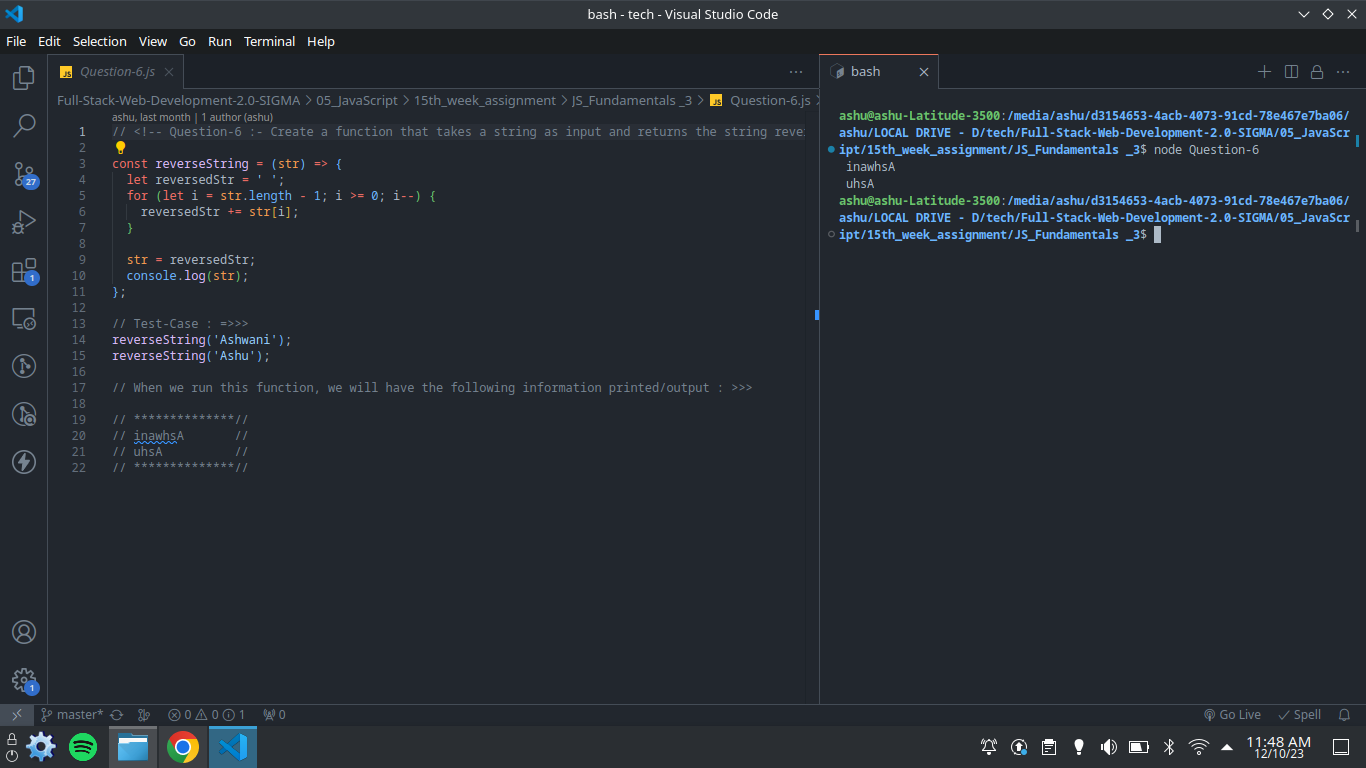 bash - tech - Visual Studio Code
File Edit Selection View Go Run Terminal Help
JS Question-6.js
bash
Full-Stack-Web-Development-2.0-SIGMA > 05_JavaScript > 15th_week_assignment > JS_Fundamentals _3 > JS Question-6.js >
ashu, last month | 1 author (ashu)
1 // <!-- Question-6 :- Create a function that takes a string as input and returns the string reve
2
3 const reverseString = (str) => {
4 let reversedStr = ' ';
5 for (let i = str.length - 1; i >= 0; i--) {
6 reversedStr += str[i];
7 }
8
9 str = reversedStr;
10 console.log(str);
11 };
12
13 // Test-Case : =>>>
14 reverseString('Ashwani');
15 reverseString('Ashu');
16
17 // When we run this function, we will have the following information printed/output : >>>
18
19 // **************//
20 // inawhsA //
21 // uhsA //
22 // **************//
ashu@ashu-Latitude-3500:/media/ashu/d3154653-4acb-4073-91cd-78e467e7ba06/
ashu/LOCAL DRIVE - D/tech/Full-Stack-Web-Development-2.0-SIGMA/05_JavaScr
ipt/15th_week_assignment/JS_Fundamentals _3$ node Question-6
inawhsA
uhsA
ashu@ashu-Latitude-3500:/media/ashu/d3154653-4acb-4073-91cd-78e467e7ba06/
ashu/LOCAL DRIVE - D/tech/Full-Stack-Web-Development-2.0-SIGMA/05_JavaScr
ipt/15th_week_assignment/JS_Fundamentals _3$
27
1
1
master* 0 0 1 0
Go Live Spell
11:48 AM
12/10/23